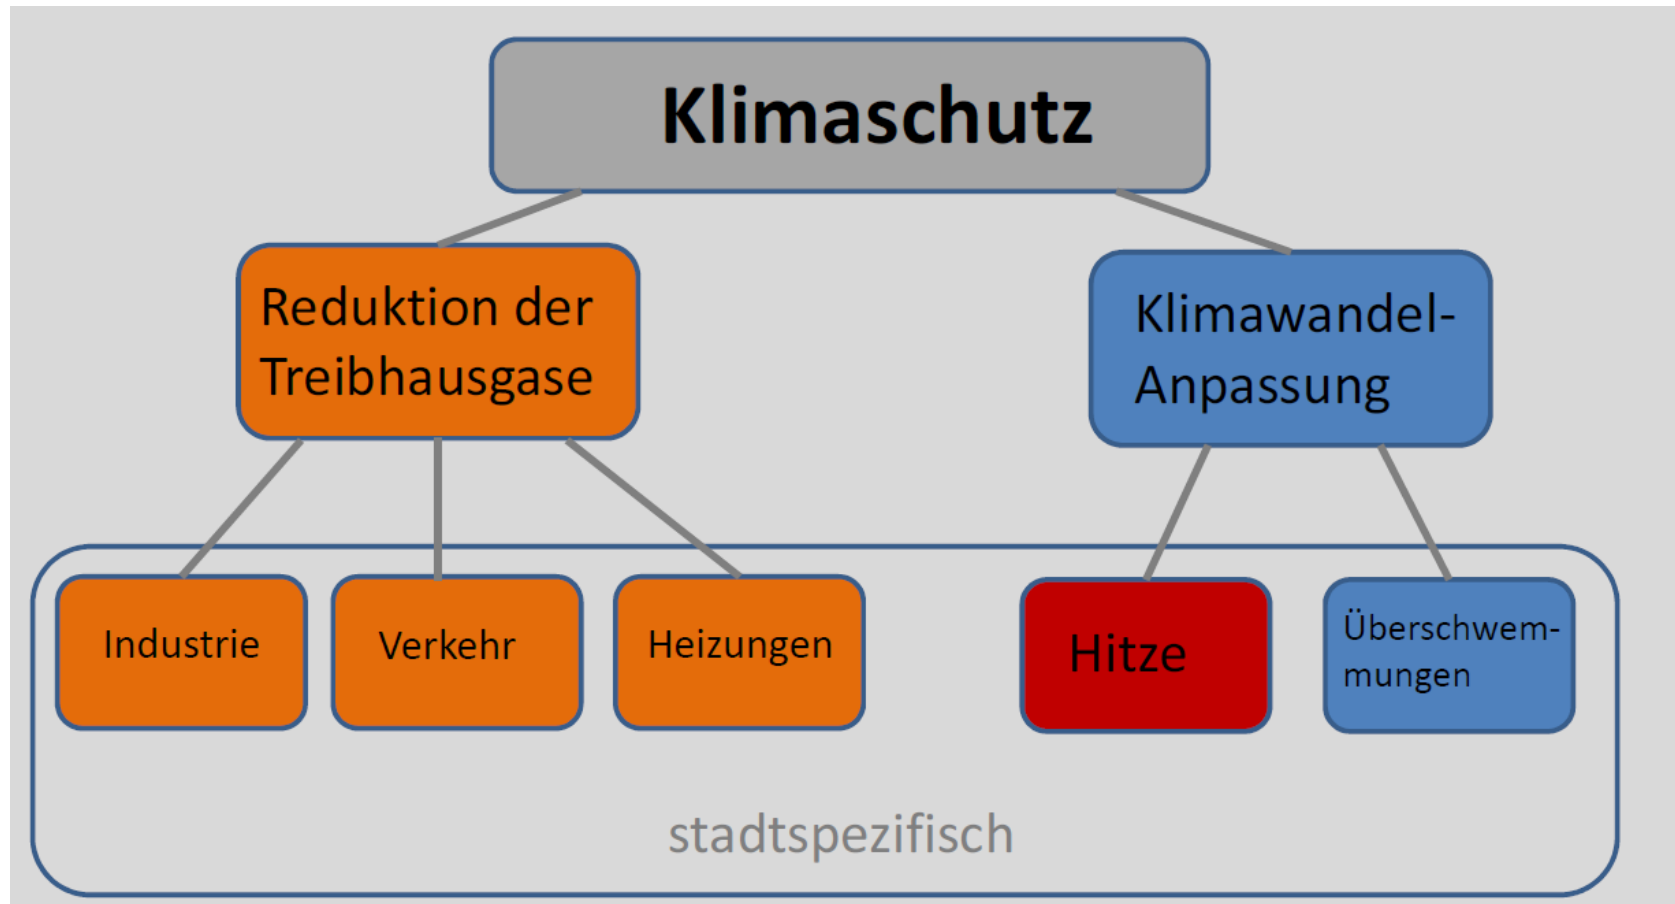 Klimaschutz
Reduktion der
Treibhausgase
Klimawandel-
Anpassung
Industrie
Verkehr
Heizungen
Hitze
Überschwem-
mungen
stadtspezifisch